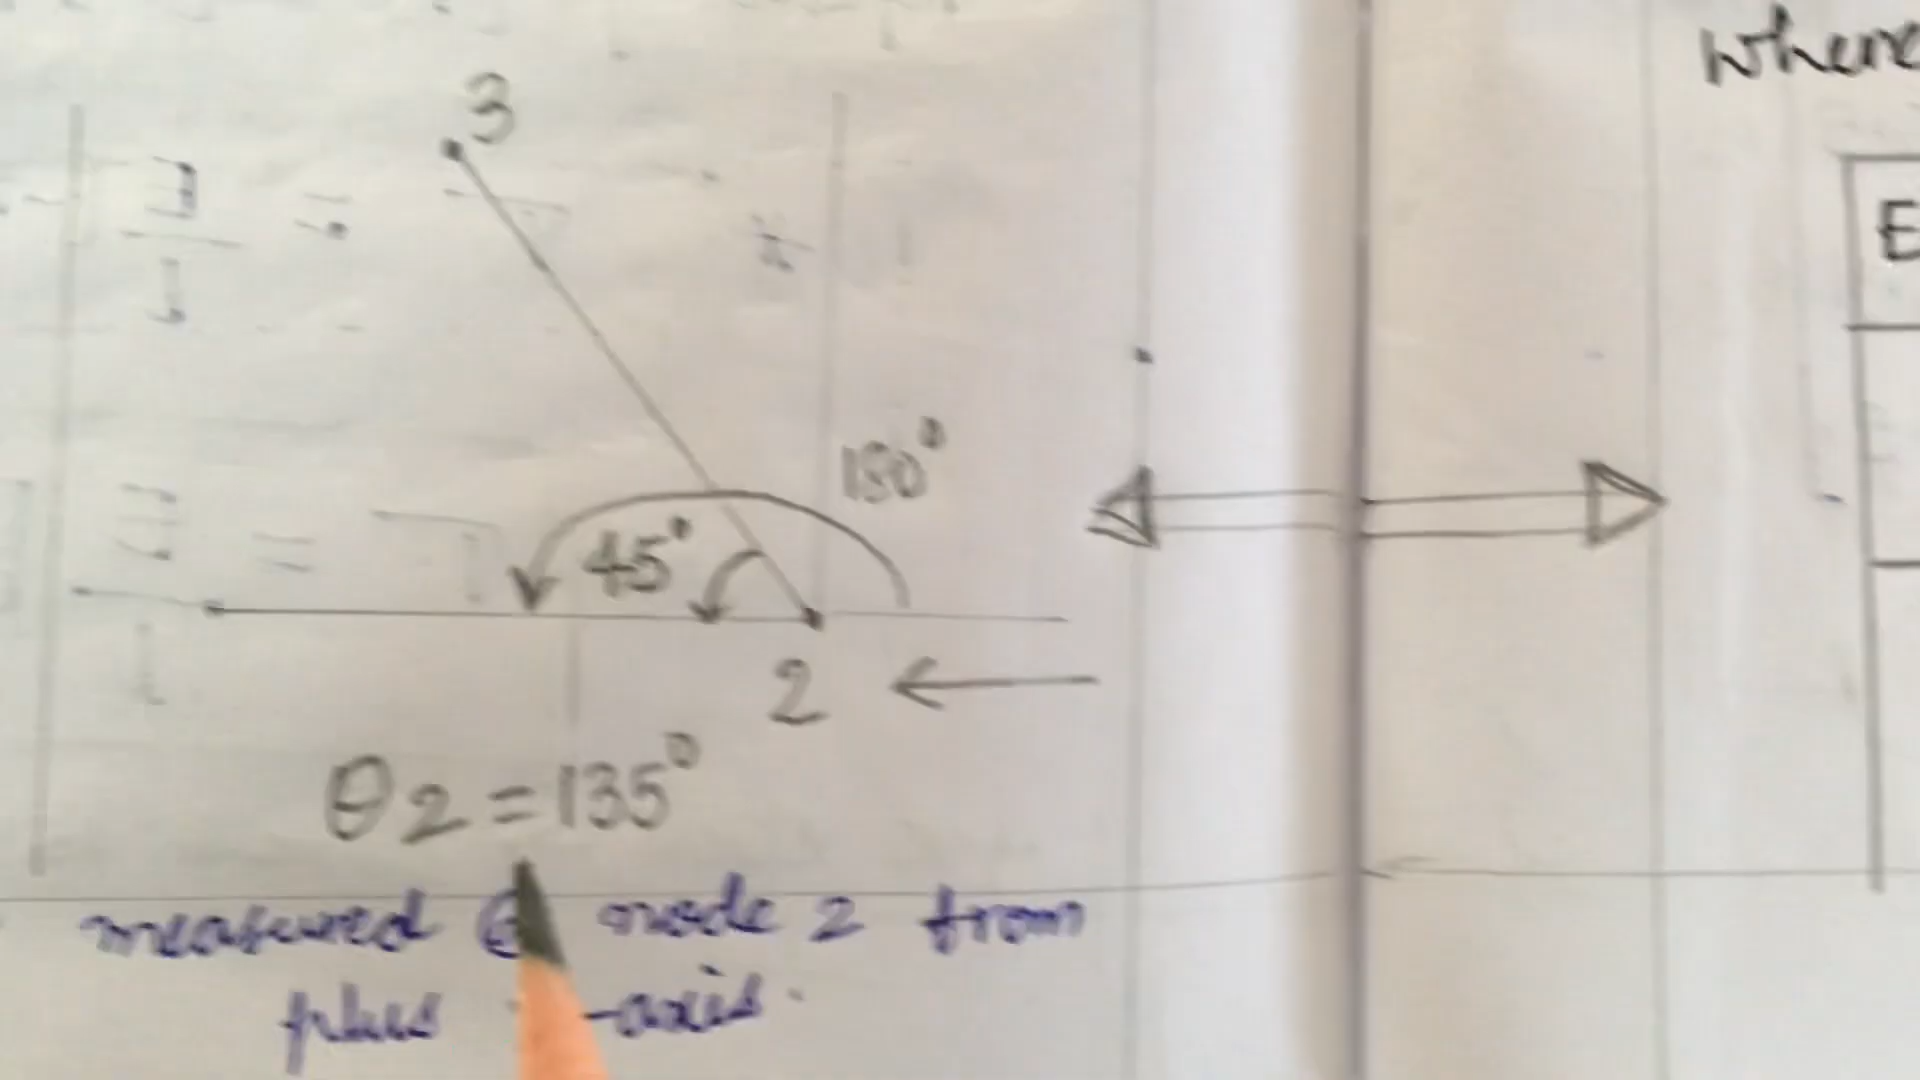 3
180°
45°
2
θ2 = 135°
measured @ node 2 from
plus -axis.
where
E